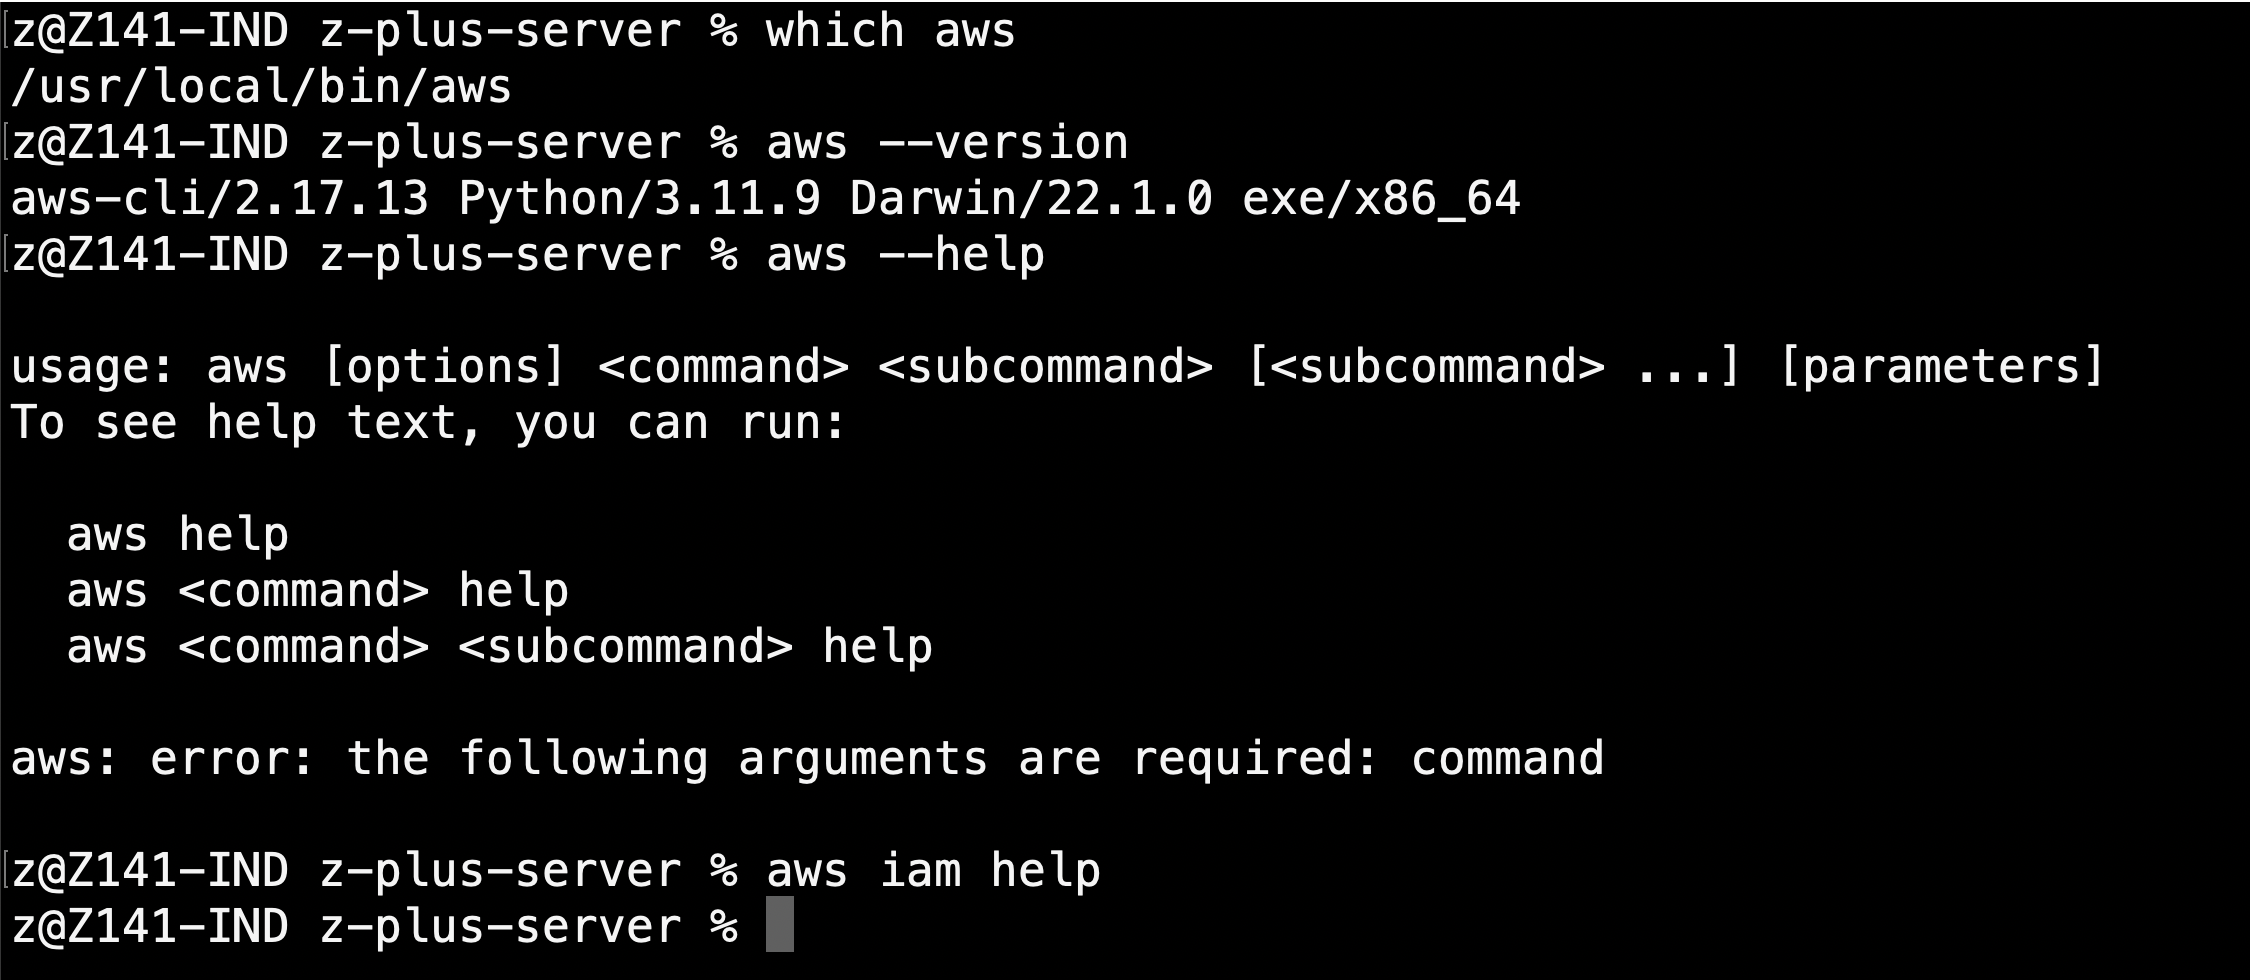 z@Z141-IND z-plus-server % which aws
/usr/local/bin/aws
z@Z141-IND z-plus-server % aws --version
aws-cli/2.17.13 Python/3.11.9 Darwin/22.1.0 exe/x86_64
z@Z141-IND z-plus-server % aws --help
usage: aws [options] <command> <subcommand> [<subcommand> ...] [parameters]
To see help text, you can run:
aws help
aws <command> help
aws <command> <subcommand> help
aws: error: the following arguments are required: command
z@Z141-IND z-plus-server % aws iam help
z@Z141-IND z-plus-server %